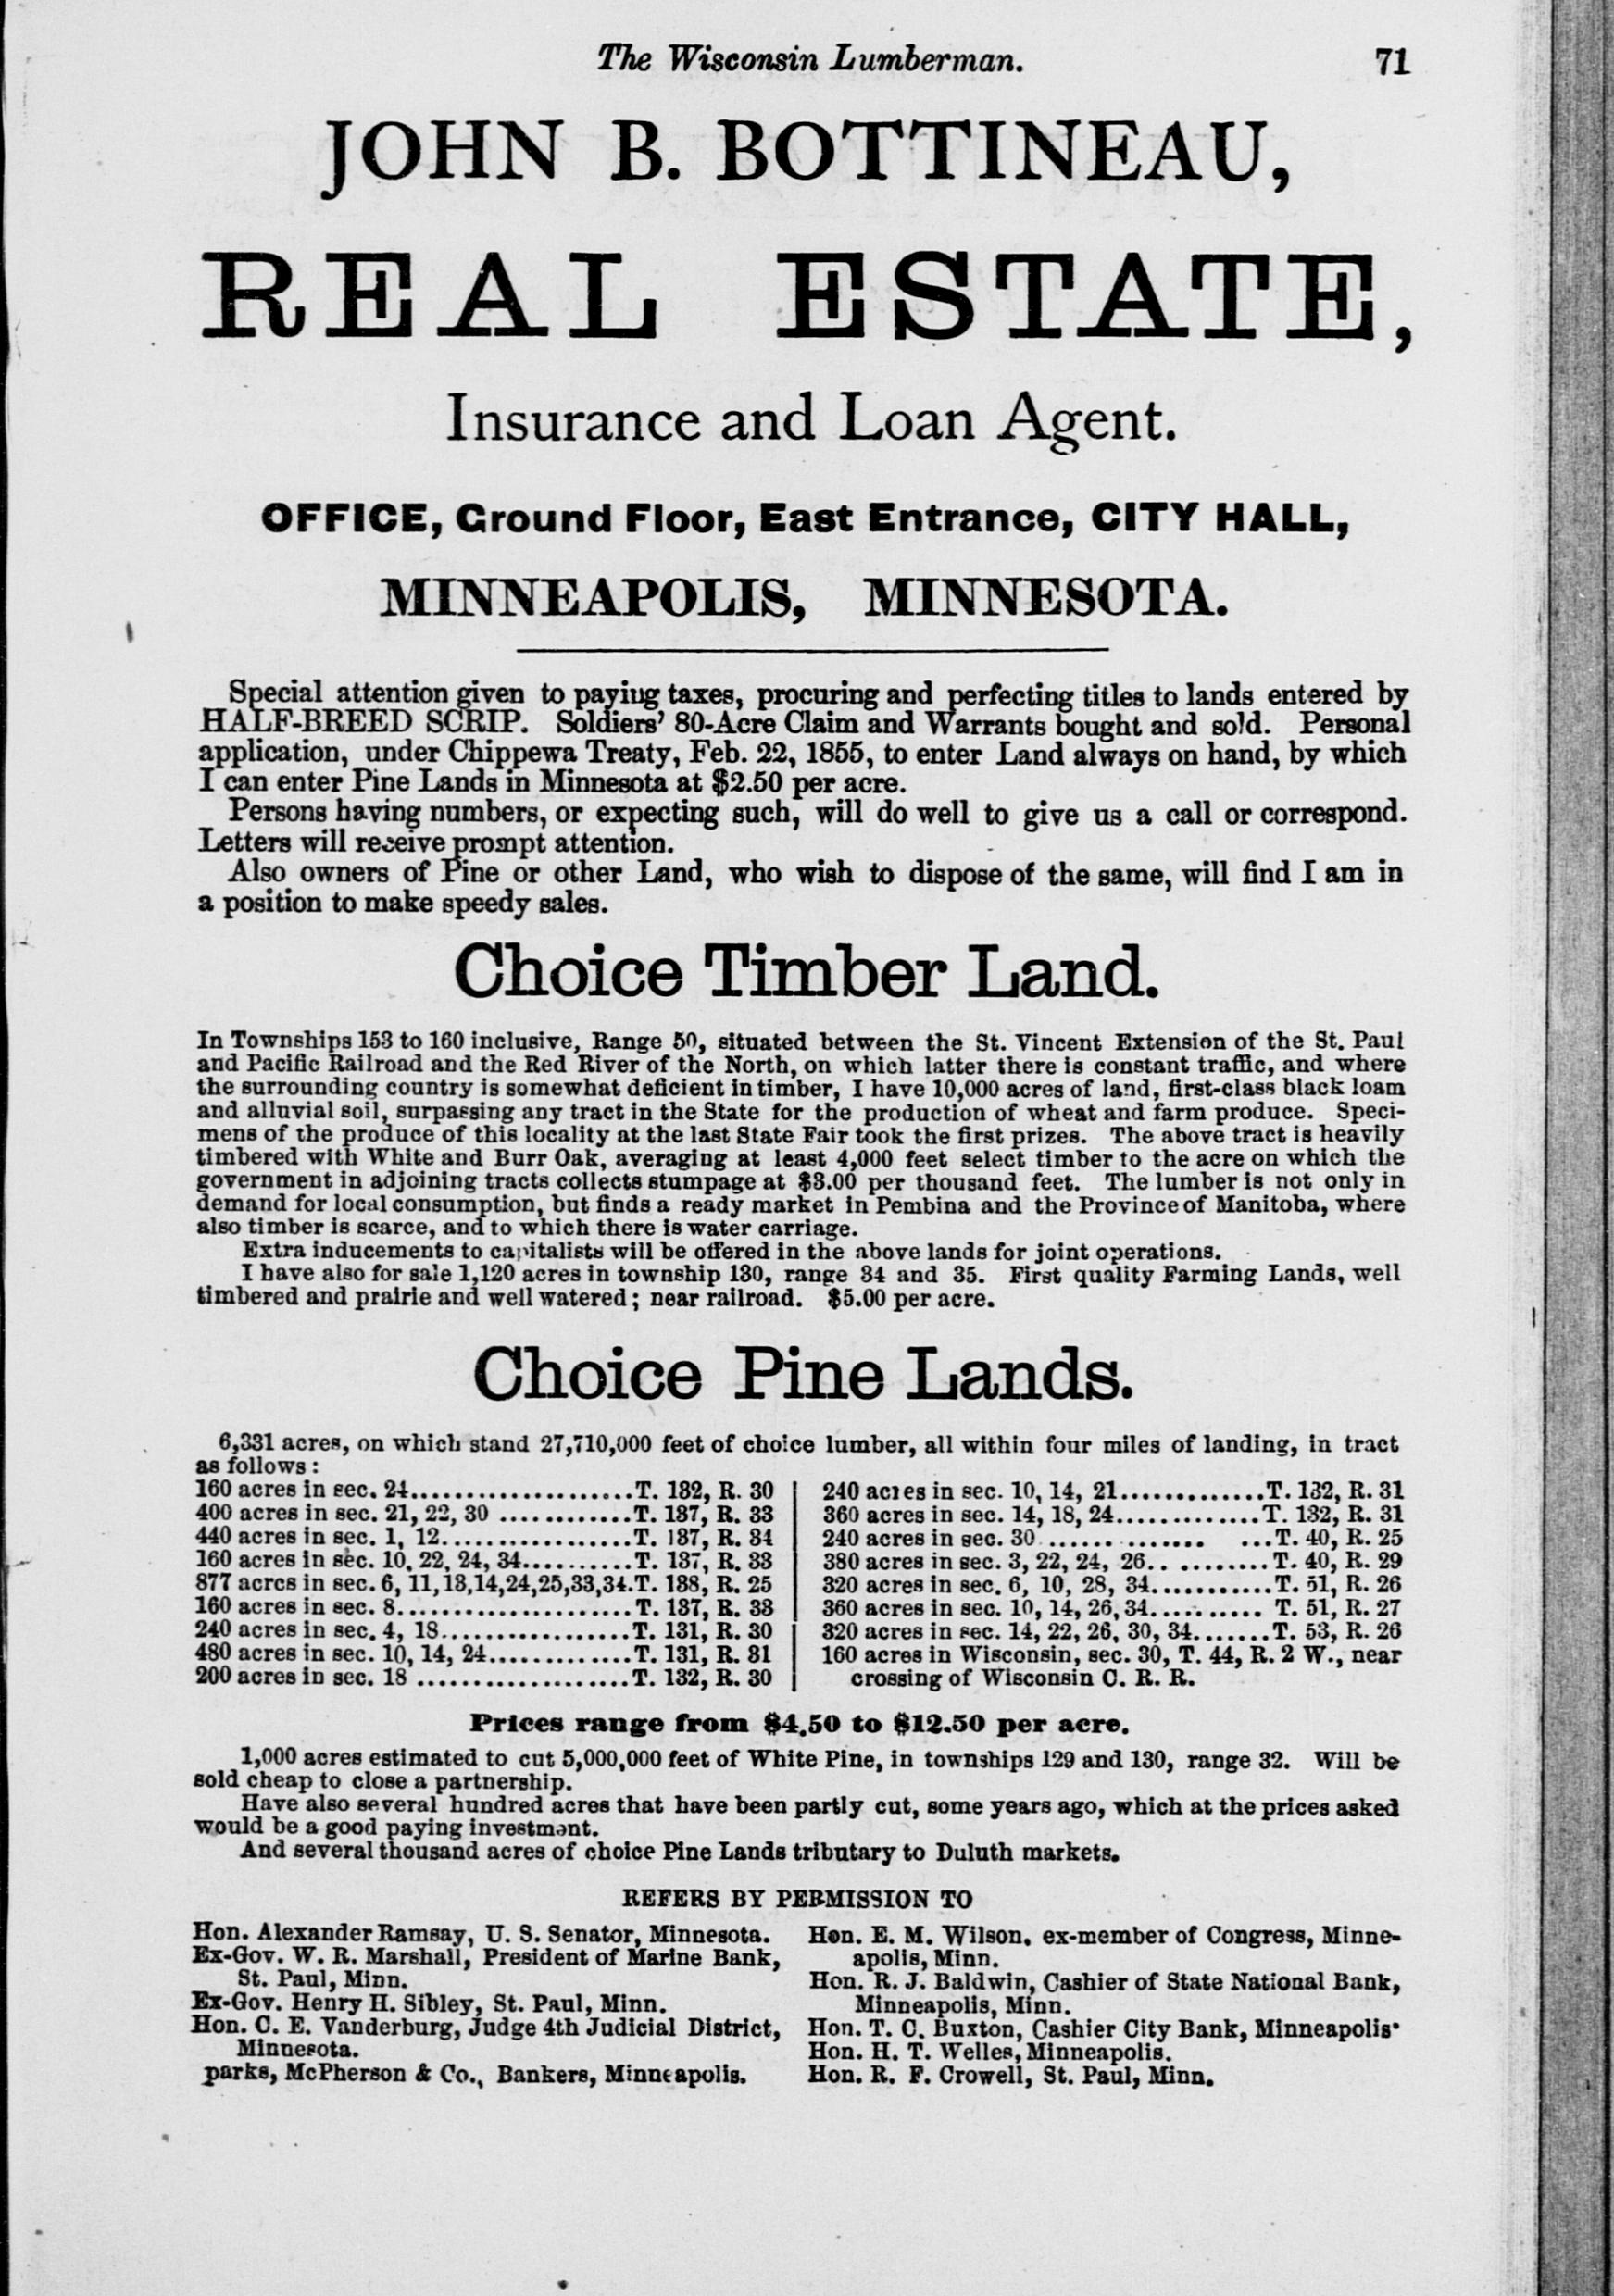 The Wisconsin Lumberman. 71
JOHN B. BOTTINEAU,
REAL ESTATE,
Insurance and Loan Agent.
OFFICE, Ground Floor, East Entrance, CITY HALL,
MINNEAPOLIS, MINNESOTA.
Special attention given to paying taxes, procuring and perfecting titles to lands entered by
HALF-BREED SCRIP. Soldiers' 80-Acre Claim and Warrants bought and sold. Personal
application, under Chippewa Treaty, Feb. 22, 1855, to enter Land always on hand, by which
I can enter Pine Lands in Minnesota at $2.50 per acre.
Persons having numbers, or expecting such, will do well to give us a call or correspond.
Letters will receive prompt attention.
Also owners of Pine or other Land, who wish to dispose of the same, will find I am in
a position to make speedy sales.
Choice Timber Land.
In Townships 153 to 160 inclusive, Range 50, situated between the St. Vincent Extension of the St. Paul
and Pacific Railroad and the Red River of the North, on which latter there is constant traffic, and where
the surrounding country is somewhat deficient in timber, I have 10,000 acres of land, first-class black loam
and alluvial soil, surpassing any tract in the State for the production of wheat and farm produce. Speci-
mens of the produce of this locality at the last State Fair took the first prizes. The above tract is heavily
timbered with White and Burr Oak, averaging at least 4,000 feet select timber to the acre on which the
government in adjoining tracts collects stumpage at $3.00 per thousand feet. The lumber is not only in
demand for local consumption, but finds a ready market in Pembina and the Province of Manitoba, where
also timber is scarce, and to which there is water carriage.
Extra inducements to capitalists will be offered in the above lands for joint operations.
I have also for sale 1,120 acres in township 130, range 34 and 35. First quality Farming Lands, well
timbered and prairie and well watered; near railroad. $5.00 per acre.
Choice Pine Lands.
6,331 acres, on which stand 27,710,000 feet of choice lumber, all within four miles of landing, in tract
as follows:
160 acres in sec. 24....................T. 132, R. 30
400 acres in sec. 21, 22, 30 ............T. 137, R. 33
440 acres in sec. 1, 12.................T. 137, R. 34
160 acres in sec. 10, 22, 24, 34..........T. 137, R. 33
877 acres in sec. 6, 11,13,14,24,25,33,34.T. 138, R. 25
160 acres in sec. 8.....................T. 137, R. 33
240 acres in sec. 4, 18.................T. 131, R. 30
480 acres in sec. 10, 14, 24.............T. 131, R. 31
200 acres in sec. 18 ...................T. 132, R. 30
240 acres in sec. 10, 14, 21.............T. 132, R. 31
360 acres in sec. 14, 18, 24.............T. 132, R. 31
240 acres in sec. 30 ...... ....... ...T. 40, R. 25
380 acres in sec. 3, 22, 24, 26.. ..........T. 40, R. 29
320 acres in sec. 6, 10, 28, 34...........T. 51, R. 26
360 acres in sec. 10, 14, 26, 34.......... T. 51, R. 27
320 acres in sec. 14, 22, 26, 30, 34.......T. 53, R. 26
160 acres in Wisconsin, sec. 30, T. 44, R. 2 W., near
crossing of Wisconsin C. R. R.
Prices range from $4.50 to $12.50 per acre.
1,000 acres estimated to cut 5,000,000 feet of White Pine, in townships 129 and 130, range 32. Will be
sold cheap to close a partnership.
Have also several hundred acres that have been partly cut, some years ago, which at the prices asked
would be a good paying investment.
And several thousand acres of choice Pine Lands tributary to Duluth markets.
REFERS BY PERMISSION TO
Hon. Alexander Ramsay, U. S. Senator, Minnesota.
Ex-Gov. W. R. Marshall, President of Marine Bank,
St. Paul, Minn.
Ex-Gov. Henry H. Sibley, St. Paul, Minn.
Hon. C. E. Vanderburg, Judge 4th Judicial District,
Minnesota.
parks, McPherson & Co., Bankers, Minneapolis.
Hon. E. M. Wilson, ex-member of Congress, Minne-
apolis, Minn.
Hon. R. J. Baldwin, Cashier of State National Bank,
Minneapolis, Minn.
Hon. T. C. Buxton, Cashier City Bank, Minneapolis.
Hon. H. T. Welles, Minneapolis.
Hon. R. F. Crowell, St. Paul, Minn.